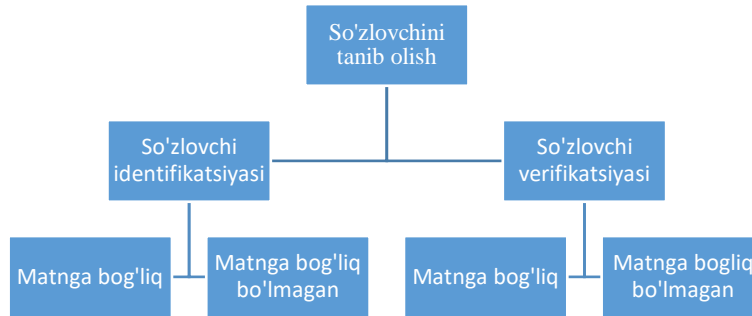 So'zlovchini
tanib olish
So'zlovchi
identifikatsiyasi
So'zlovchi
verifikatsiyasi
Matnga bog'liq
Matnga bog'liq
bo'lmagan
Matnga bog'liq
Matnga bogliq
bo'lmagan